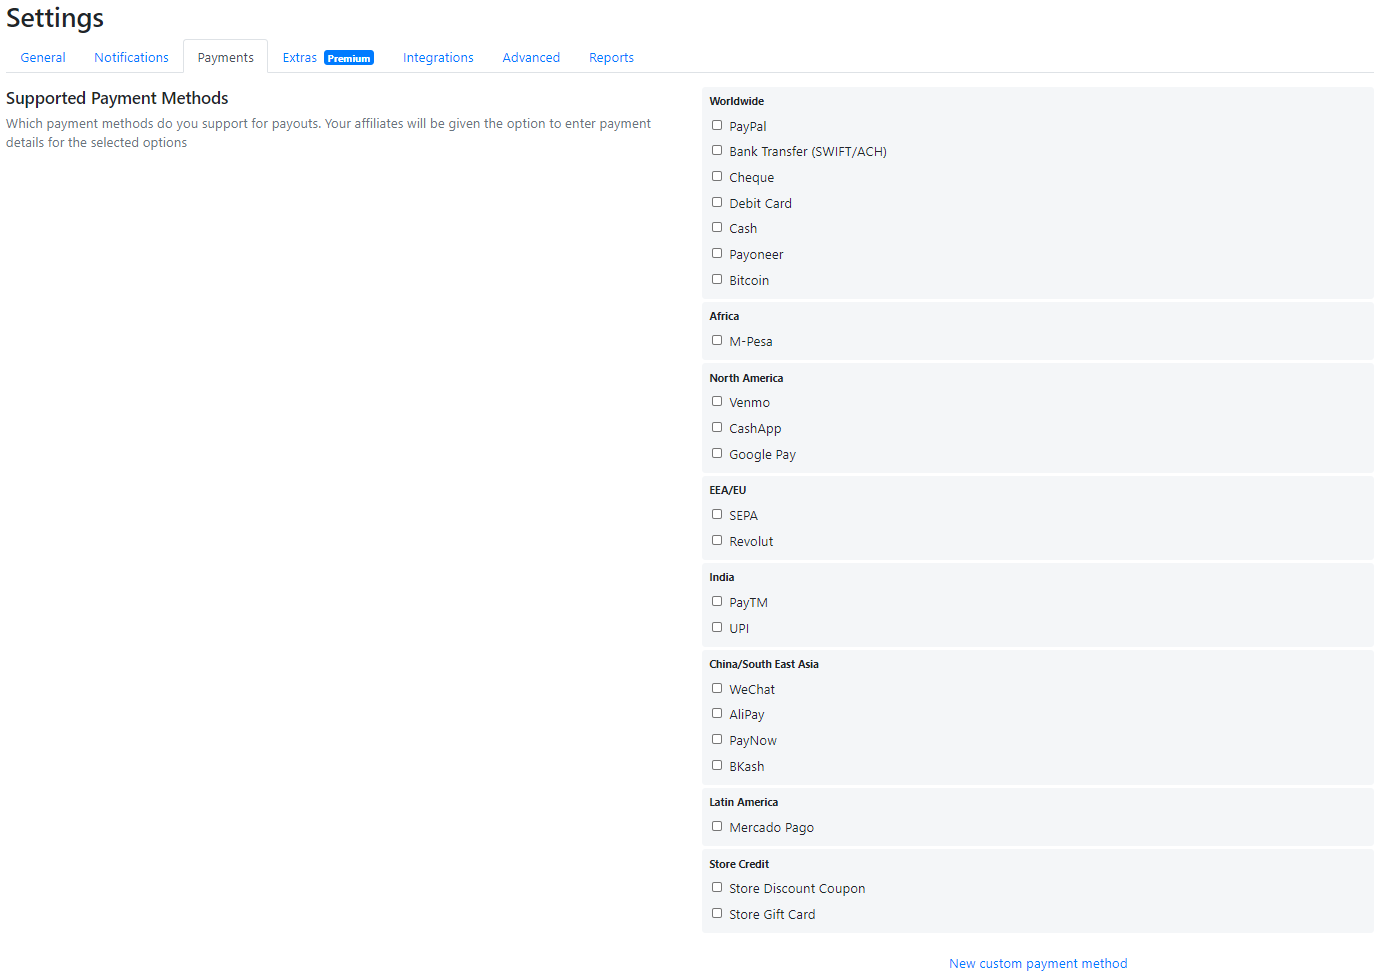 Settings
General Notifications Payments Extras Premium Integrations Advanced Reports
Supported Payment Methods
Which payment methods do you support for payouts. Your affiliates will be given the option to enter payment
details for the selected options
Worldwide
PayPal
Bank Transfer (SWIFT/ACH)
Cheque
Debit Card
Cash
Payoneer
Bitcoin
Africa
M-Pesa
North America
Venmo
CashApp
Google Pay
EEA/EU
SEPA
Revolut
India
PayTM
UPI
China/South East Asia
WeChat
AliPay
PayNow
BKash
Latin America
Mercado Pago
Store Credit
Store Discount Coupon
Store Gift Card
New custom payment method